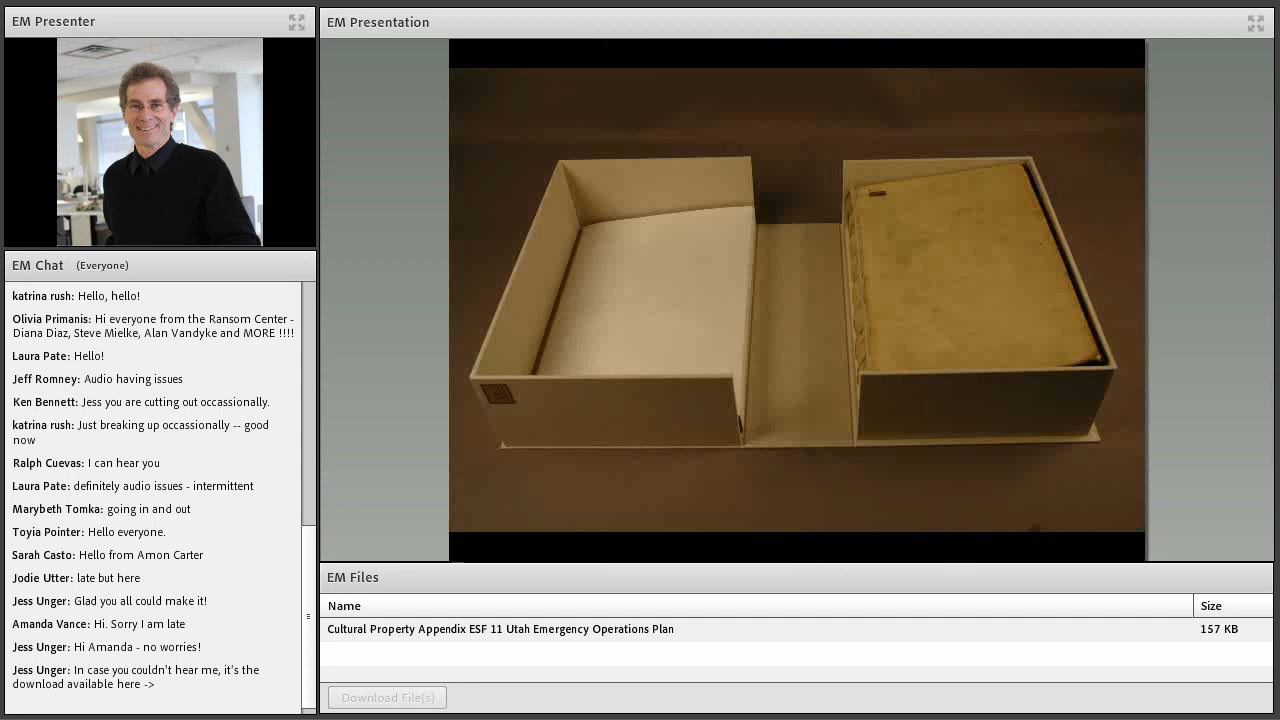 EM Presenter
EM Presentation
EM Chat (Everyone)
katrina rush: Hello, hello!
Olivia Primanis: Hi everyone from the Ransom Center -
Diana Diaz, Steve Mielke, Alan Vandyke and MORE !!!!
Laura Pate: Hello!
Jeff Romney: Audio having issues
Ken Bennett: Jess you are cutting out occassionally.
katrina rush: Just breaking up occassionally -- good
now
Ralph Cuevas: I can hear you
Laura Pate: definitely audio issues - intermittent
Marybeth Tomka: going in and out
Toyia Pointer: Hello everyone.
Sarah Casto: Hello from Amon Carter
Jodie Utter: late but here
Jess Unger: Glad you all could make it!
Amanda Vance: Hi. Sorry I am late
Jess Unger: Hi Amanda - no worries!
Jess Unger: In case you couldn't hear me, it's the
download available here ->
EM Files
Name Size
Cultural Property Appendix ESF 11 Utah Emergency Operations Plan 157 KB
Download File(s)